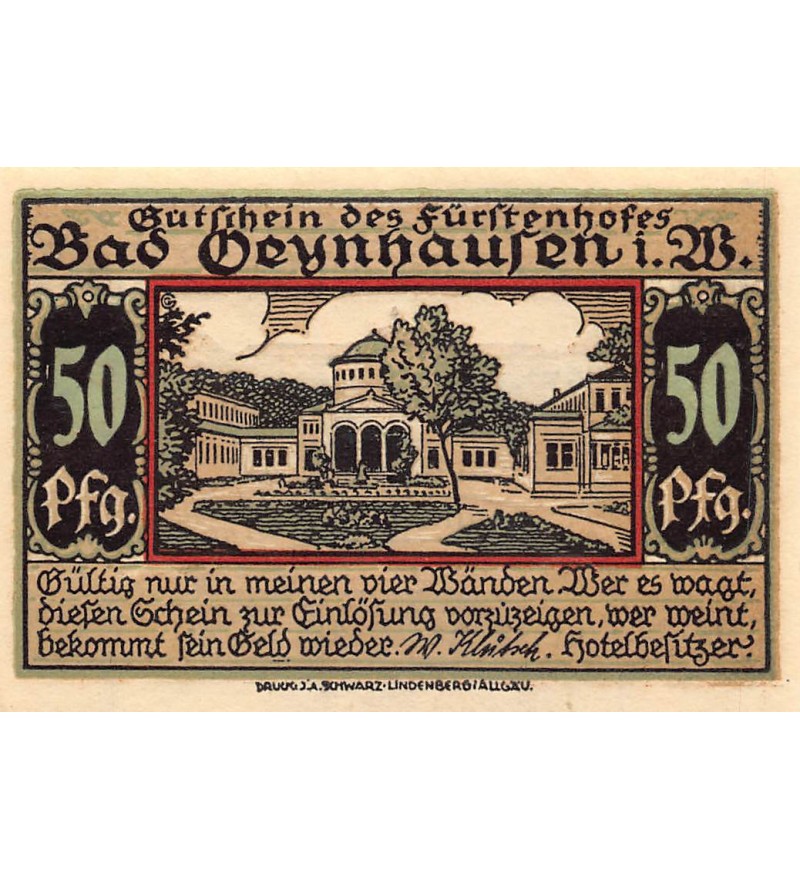 Gutschein des Fürstenhofes
Bad Oeynhausen i. W.
50 Pfg.
50 Pfg.
Gültig nur in meinen vier Wänden. Wer es wagt,
diesen Schein zur Einlösung vorzuzeigen, wer weint,
bekommt sein Geld wieder. W. Klütsch. Hotelbesitzer.
DRUCK: J.A. SCHWARZ · LINDENBERG I/ALLGÄU.